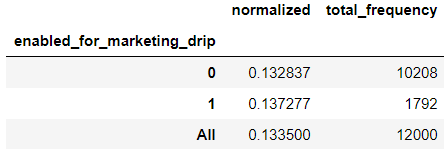 normalized total_frequency
enabled_for_marketing_drip
0 0.132837 10208
1 0.137277 1792
All 0.133500 12000